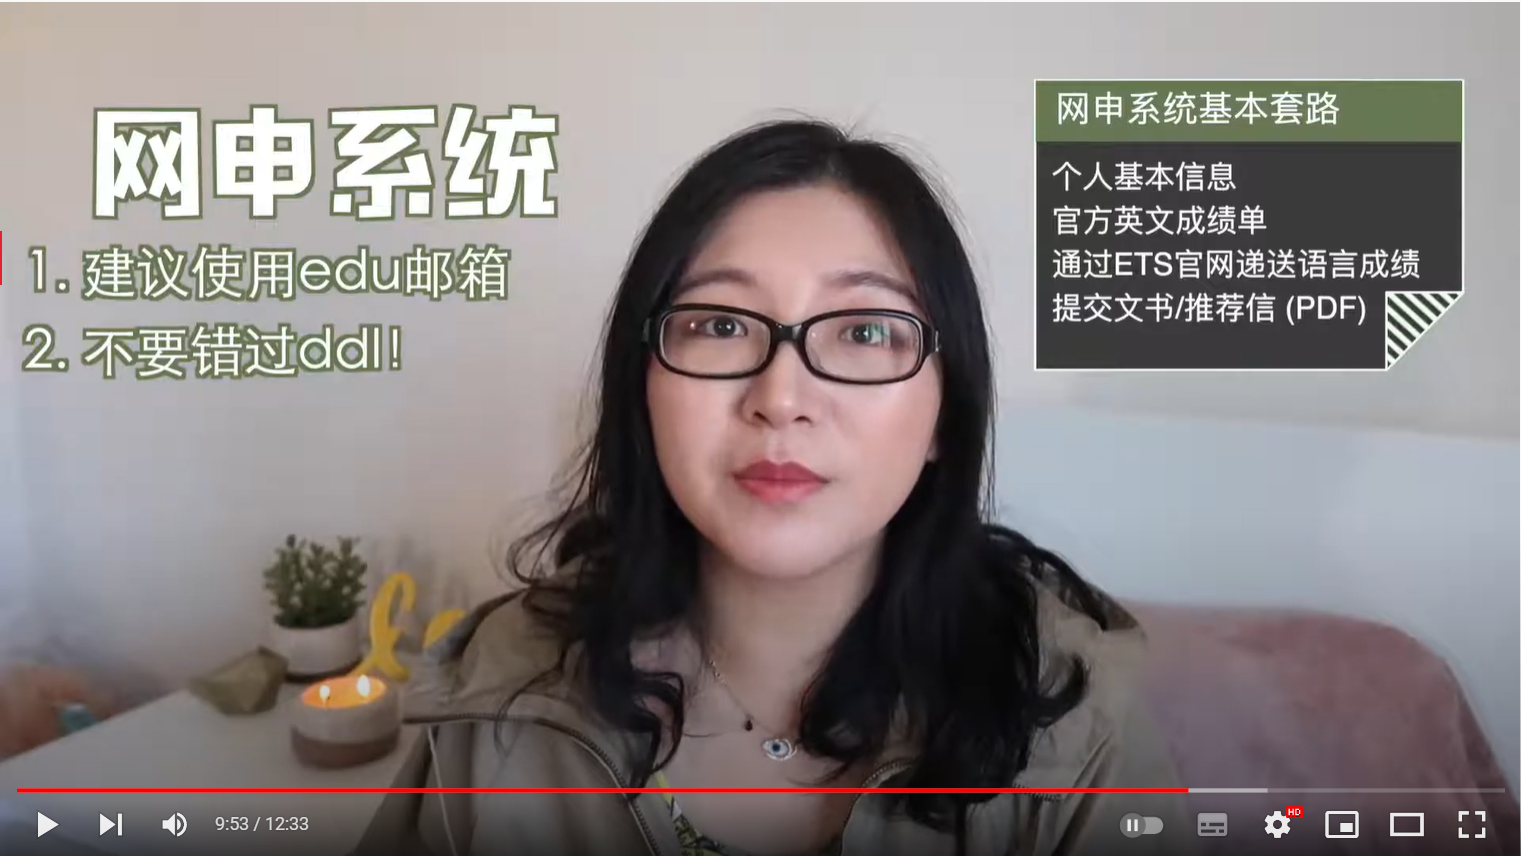 网申系统
1. 建议使用edu邮箱
2. 不要错过ddl!
网申系统基本套路
个人基本信息
官方英文成绩单
通过ETS官网递送语言成绩
提交文书/推荐信 (PDF)
9:53 / 12:33
HD